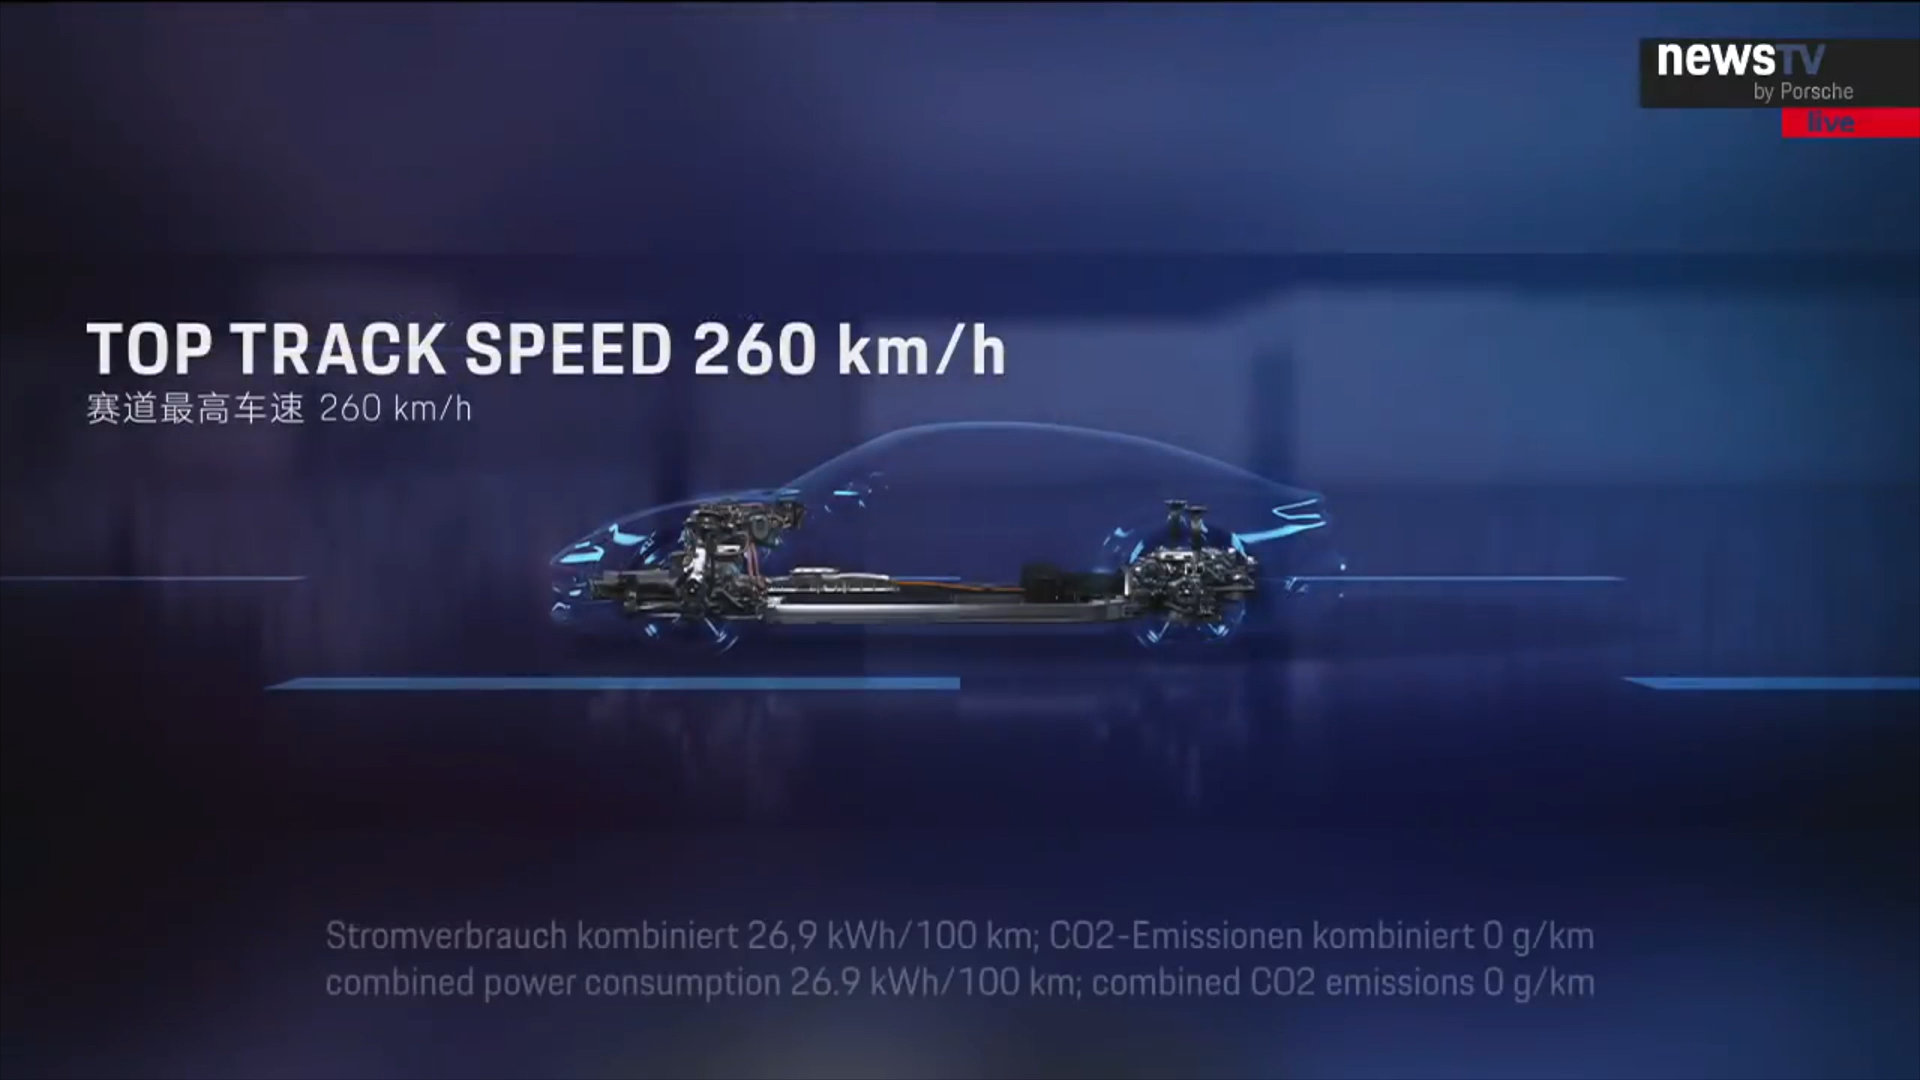 newsTV
by Porsche
live
TOP TRACK SPEED 260 km/h
赛道最高车速 260 km/h
Stromverbrauch kombiniert 26,9 kWh/100 km; CO2-Emissionen kombiniert 0 g/km
combined power consumption 26.9 kWh/100 km; combined CO2 emissions 0 g/km